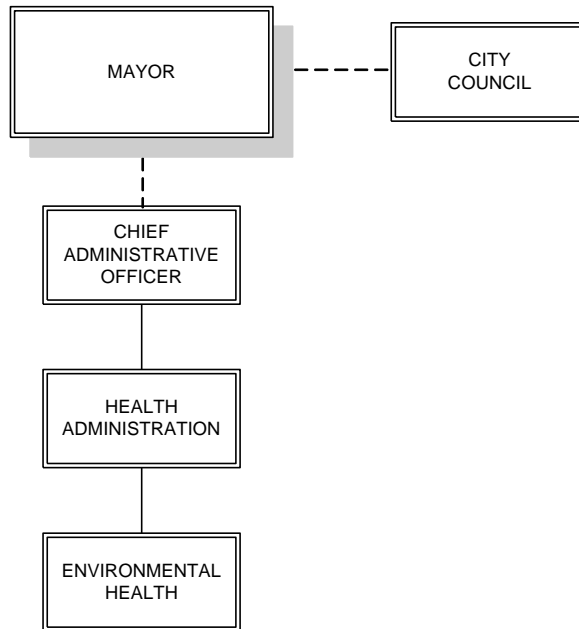 MAYOR
CITY
COUNCIL
CHIEF
ADMINISTRATIVE
OFFICER
HEALTH
ADMINISTRATION
ENVIRONMENTAL
HEALTH